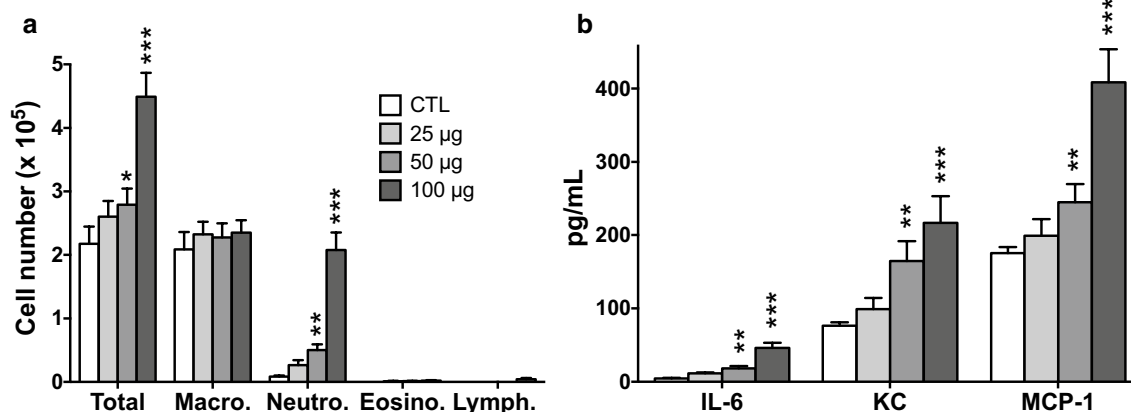 a
Cell number (x 10⁵)
5
4
3
2
1
0
***
*
**
***
CTL
25 µg
50 µg
100 µg
Total Macro. Neutro. Eosino. Lymph.
b
pg/mL
400
300
200
100
0
**
***
**
***
**
***
IL-6 KC MCP-1